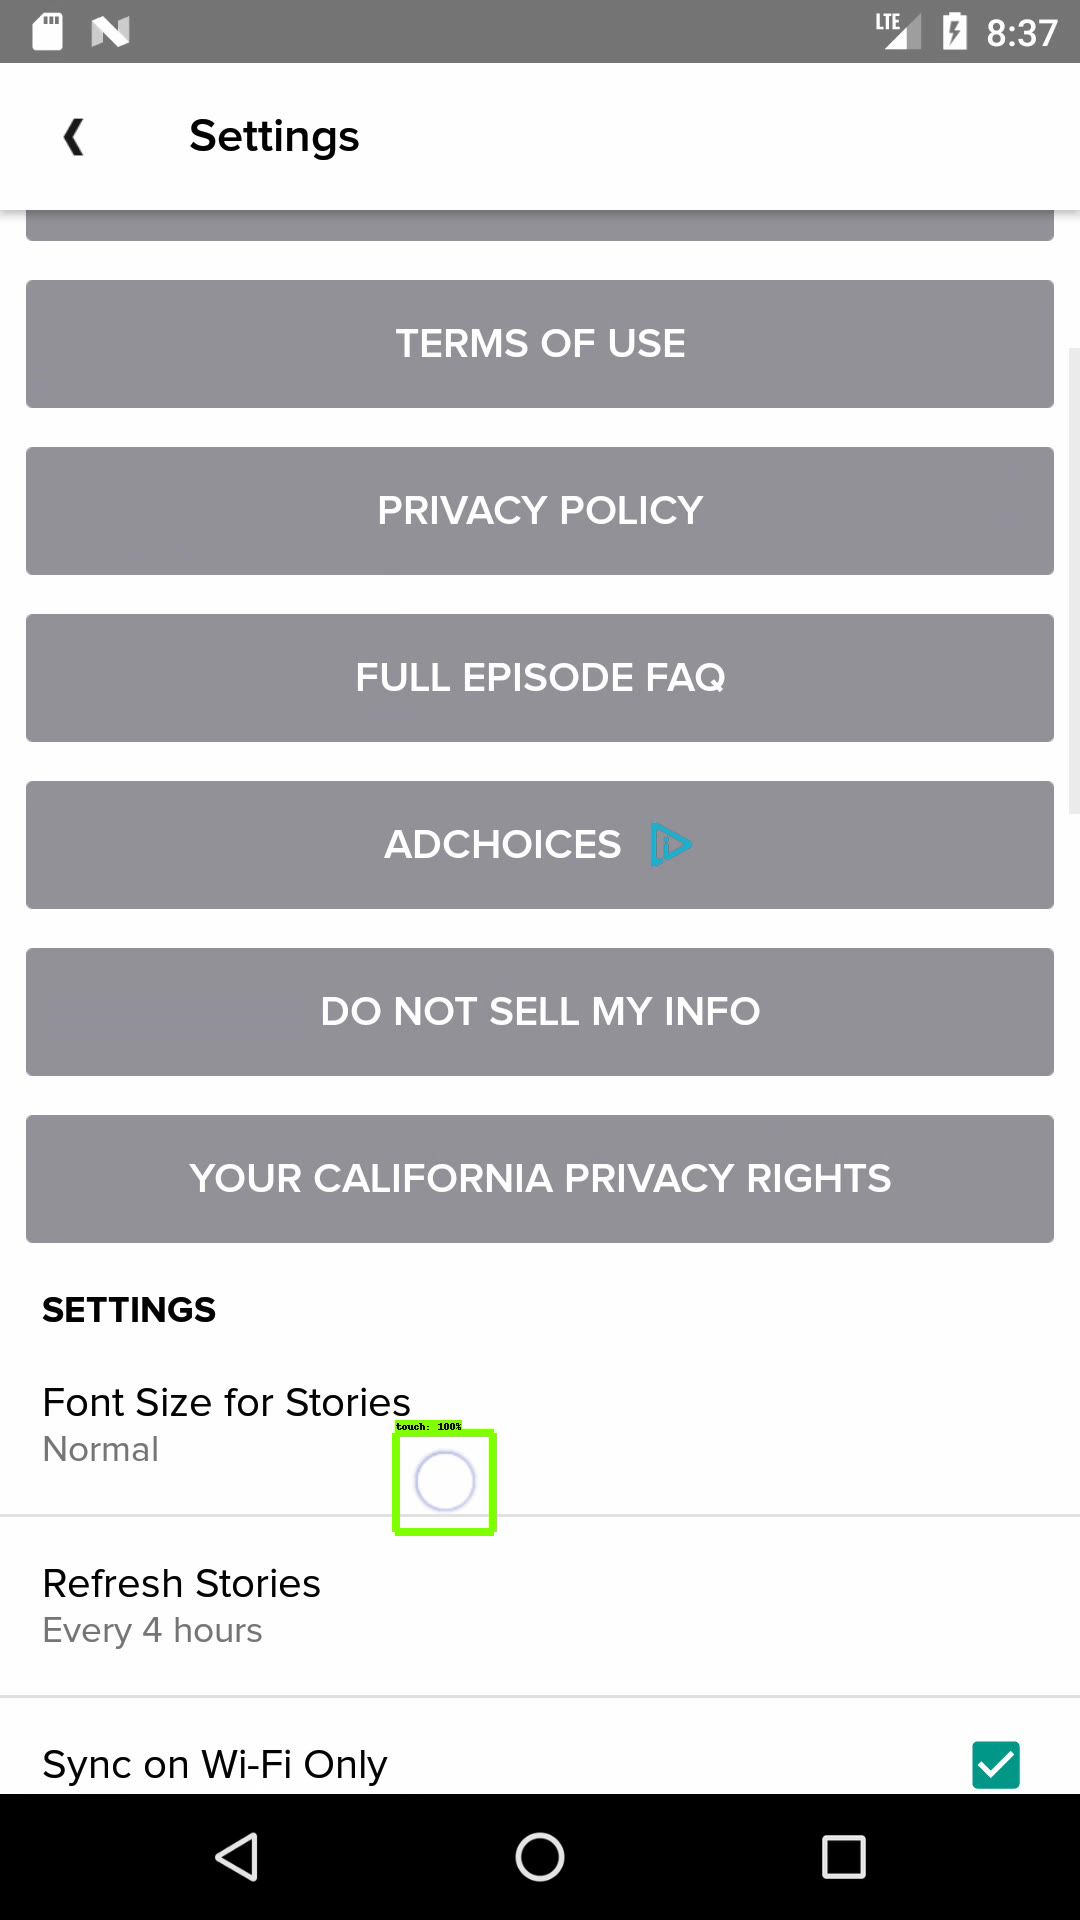 LTE 8:37
Settings
TERMS OF USE
PRIVACY POLICY
FULL EPISODE FAQ
ADCHOICES
DO NOT SELL MY INFO
YOUR CALIFORNIA PRIVACY RIGHTS
SETTINGS
Font Size for Stories
touch: 100%
Normal
Refresh Stories
Every 4 hours
Sync on Wi-Fi Only